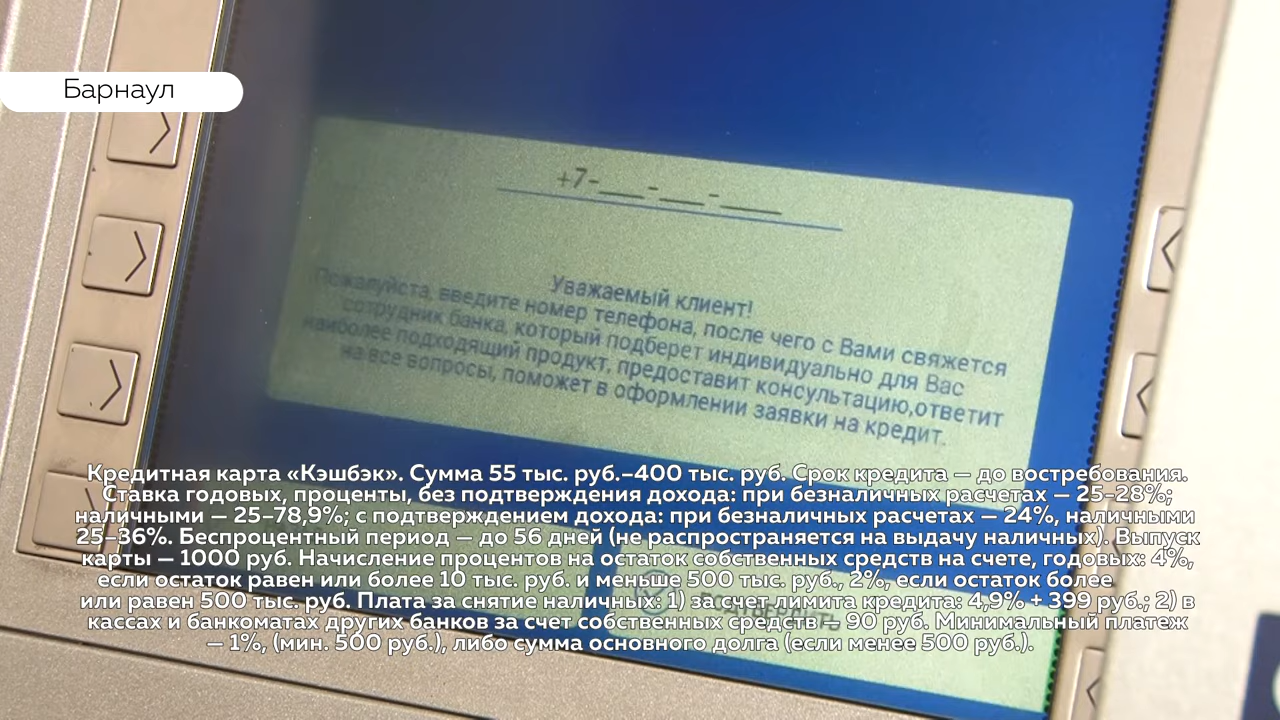 Барнаул
+7-___-___-____
Уважаемый клиент!
Пожалуйста, введите номер телефона, после чего с Вами свяжется
сотрудник банка, который подберет индивидуально для Вас
наиболее подходящий продукт, предоставит консультацию,ответит
на все вопросы, поможет в оформлении заявки на кредит.
Кредитная карта «Кэшбэк». Сумма 55 тыс. руб.–400 тыс. руб. Срок кредита — до востребования.
Ставка годовых, проценты, без подтверждения дохода: при безналичных расчетах — 25–28%;
наличными — 25–78,9%; с подтверждением дохода: при безналичных расчетах — 24%, наличными
25–36%. Беспроцентный период — до 56 дней (не распространяется на выдачу наличных). Выпуск
карты — 1000 руб. Начисление процентов на остаток собственных средств на счете, годовых: 4%,
если остаток равен или более 10 тыс. руб. и меньше 500 тыс. руб., 2%, если остаток более
или равен 500 тыс. руб. Плата за снятие наличных: 1) за счет лимита кредита: 4,9% + 399 руб.; 2) в
кассах и банкоматах других банков за счет собственных средств — 90 руб. Минимальный платеж
— 1%, (мин. 500 руб.), либо сумма основного долга (если менее 500 руб.).